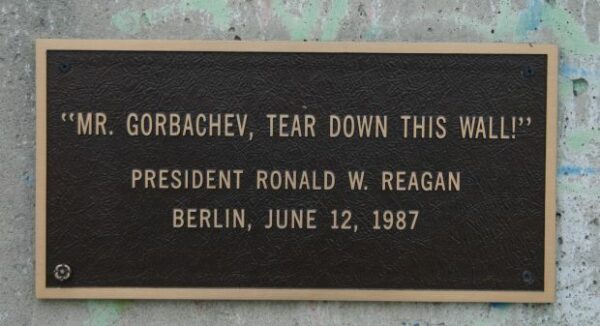 “MR. GORBACHEV, TEAR DOWN THIS WALL!”
PRESIDENT RONALD W. REAGAN
BERLIN, JUNE 12, 1987